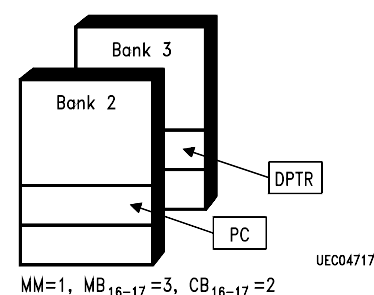 Bank 3
Bank 2
DPTR
PC
UEC04717
MM=1, MB16-17=3, CB16-17=2